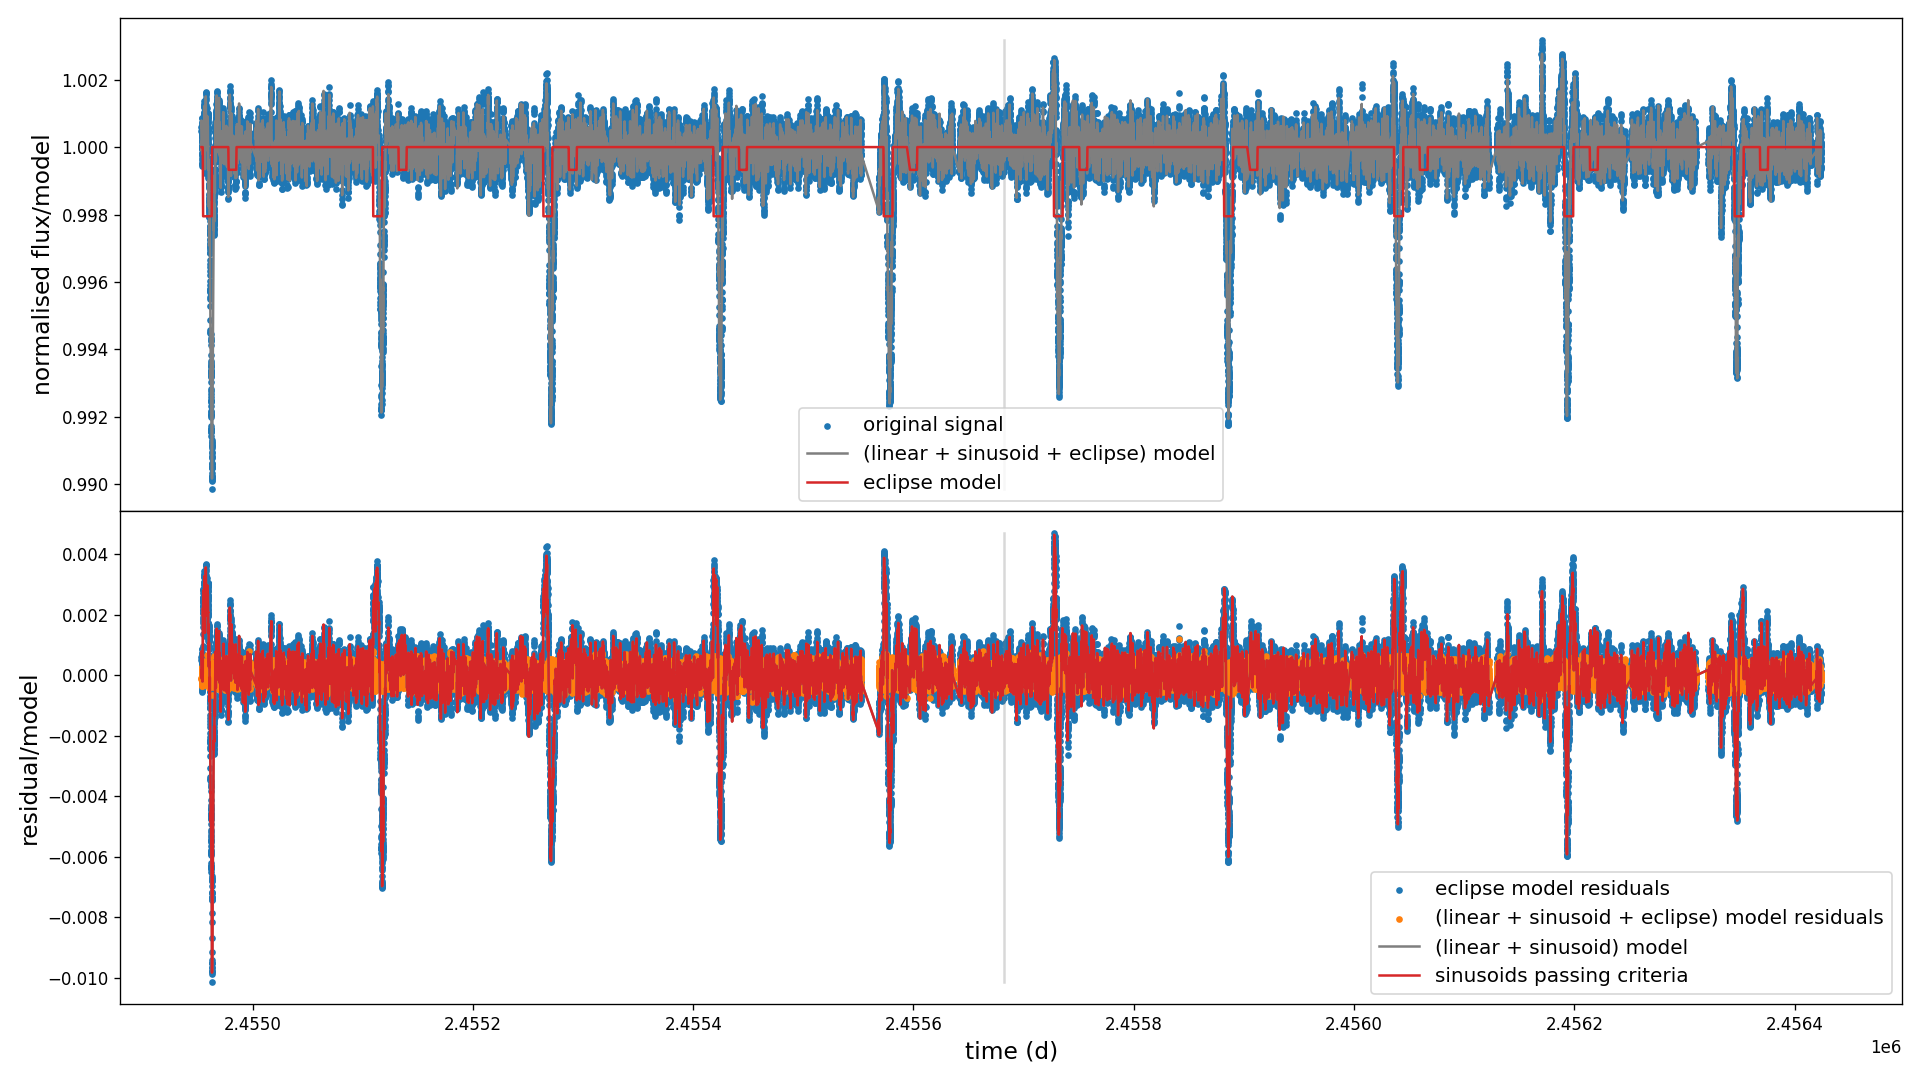 normalised flux/model
1.002
1.000
0.998
0.996
0.994
0.992
0.990
original signal
(linear + sinusoid + eclipse) model
eclipse model
residual/model
0.004
0.002
0.000
−0.002
−0.004
−0.006
−0.008
−0.010
eclipse model residuals
(linear + sinusoid + eclipse) model residuals
(linear + sinusoid) model
sinusoids passing criteria
2.4550 2.4552 2.4554 2.4556 2.4558 2.4560 2.4562 2.4564
time (d)
1e6